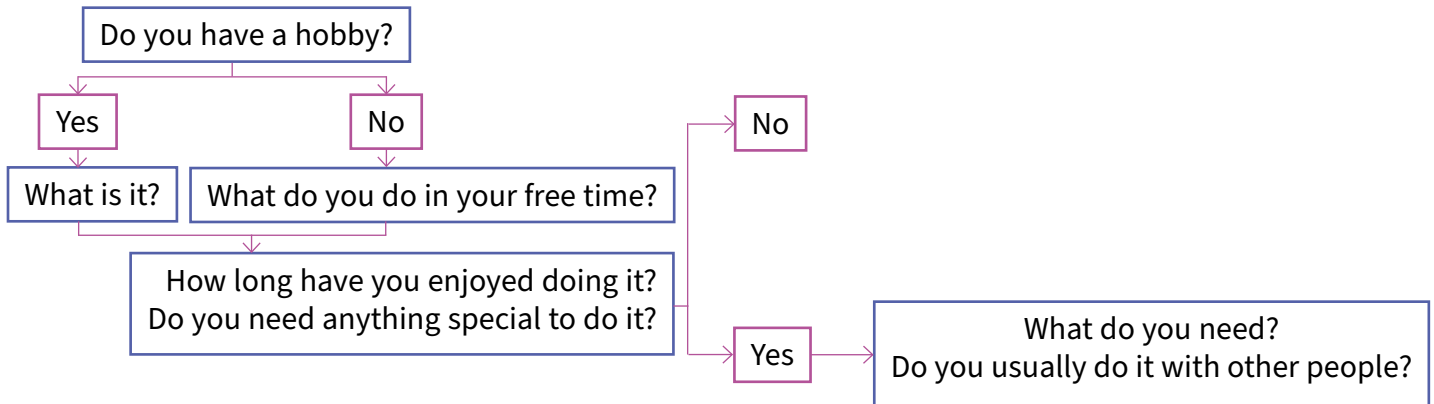 Do you have a hobby?
Yes
No
What is it?
What do you do in your free time?
How long have you enjoyed doing it?
Do you need anything special to do it?
No
Yes
What do you need?
Do you usually do it with other people?